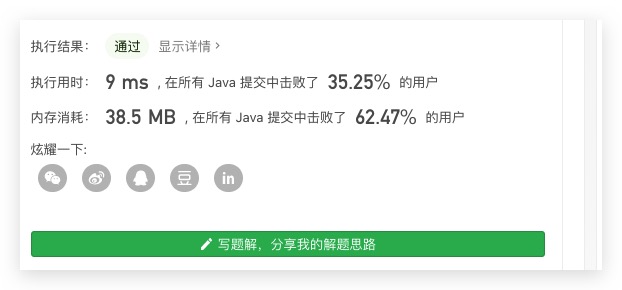 执行结果： 通过 显示详情 >
执行用时： 9 ms , 在所有 Java 提交中击败了 35.25% 的用户
内存消耗： 38.5 MB , 在所有 Java 提交中击败了 62.47% 的用户
炫耀一下:
豆 in
写题解，分享我的解题思路